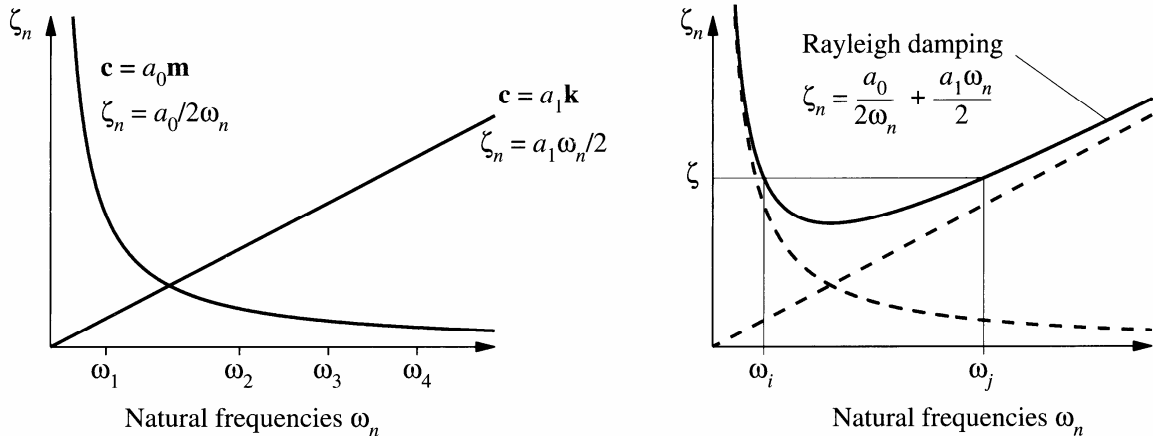 ζₙ
c = a₀m
ζₙ = a₀/2ωₙ
c = a₁k
ζₙ = a₁ωₙ/2
ω₁ ω₂ ω₃ ω₄
Natural frequencies ωₙ
ζₙ
Rayleigh damping
ζₙ = a₀/2ωₙ + a₁ωₙ/2
ζ
ωᵢ ωⱼ
Natural frequencies ωₙ